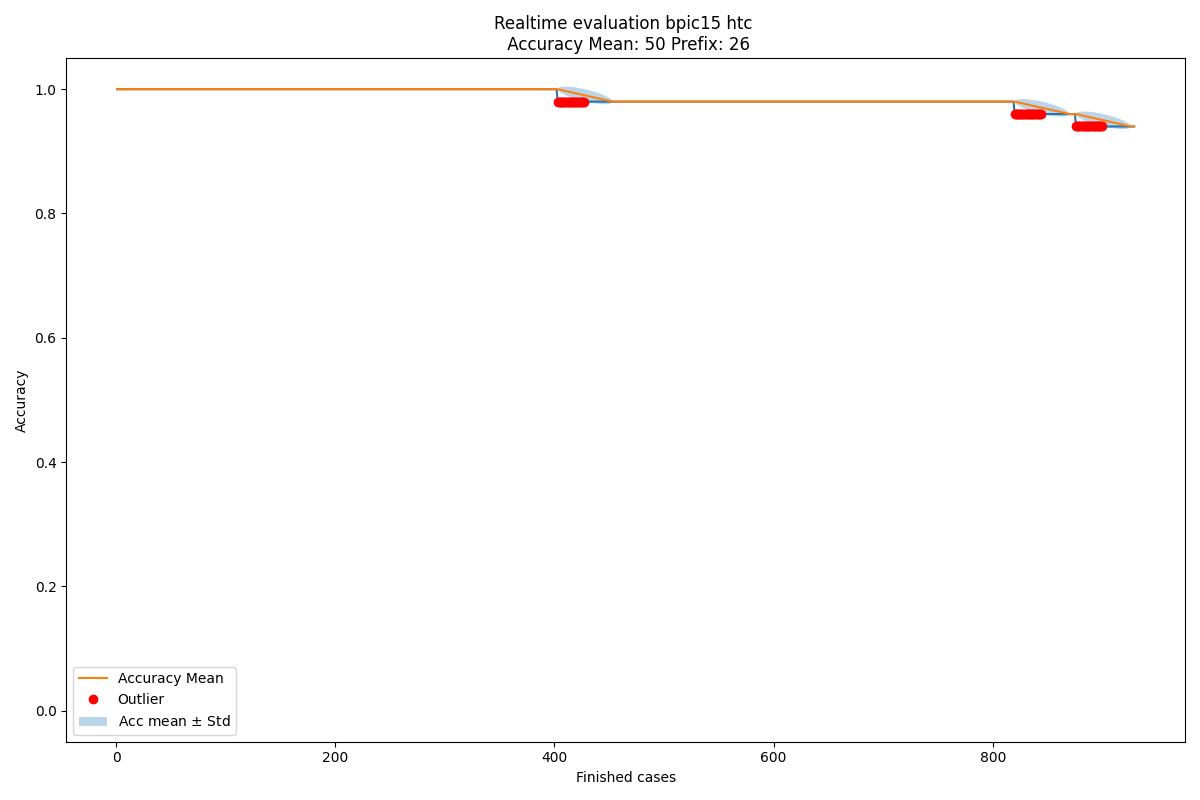 Realtime evaluation bpic15 htc
Accuracy Mean: 50 Prefix: 26
1.0
0.8
0.6
0.4
0.2
0.0
Accuracy
0 200 400 600 800
Finished cases
Accuracy Mean
Outlier
Acc mean ± Std